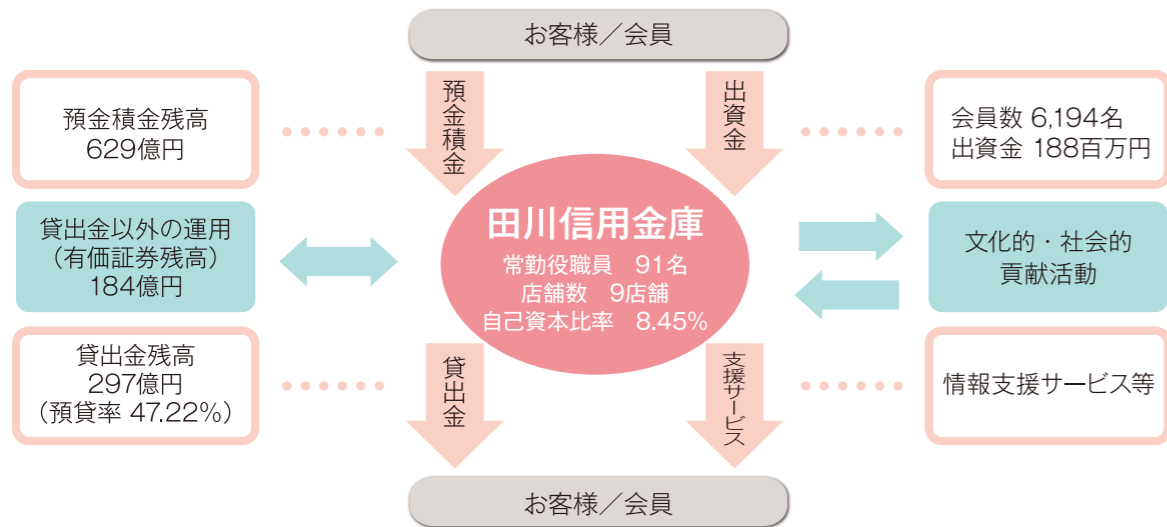 お客様／会員
預金積金
出資金
預金積金残高
629億円
会員数 6,194名
出資金 188百万円
貸出金以外の運用
（有価証券残高）
184億円
田川信用金庫
常勤役職員　91名
店舗数　9店舗
自己資本比率　8.45%
文化的・社会的
貢献活動
貸出金残高
297億円
（預貸率 47.22%）
貸出金
支援サービス
情報支援サービス等
お客様／会員